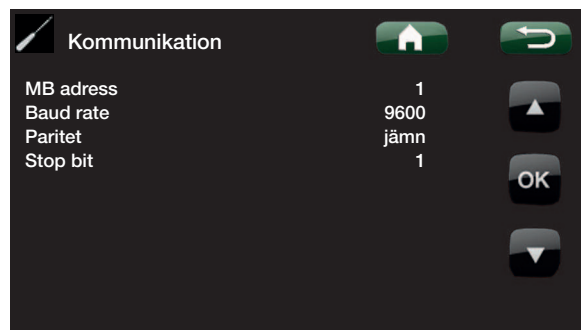 Kommunikation
MB adress 1
Baud rate 9600
Paritet jämn
Stop bit 1
OK